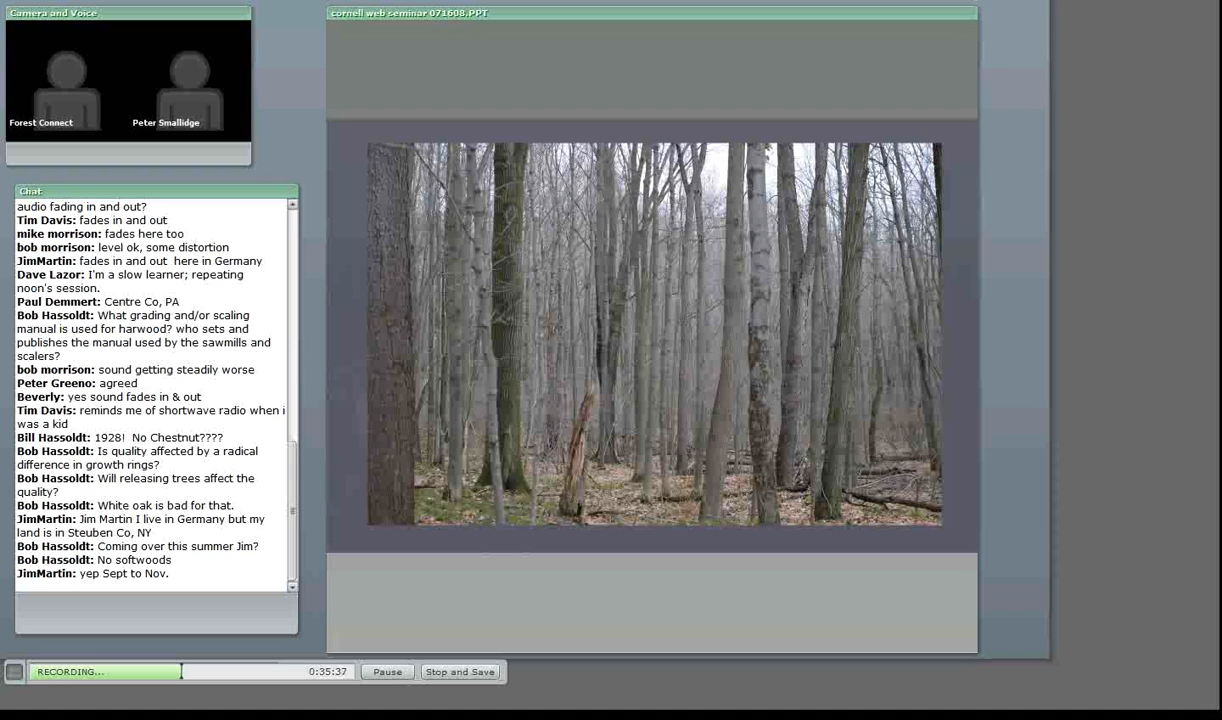 Camera and Voice
Forest Connect
Peter Smallidge
cornell web seminar 071608.PPT
Chat
audio fading in and out?
Tim Davis: fades in and out
mike morrison: fades here too
bob morrison: level ok, some distortion
JimMartin: fades in and out  here in Germany
Dave Lazor: I'm a slow learner; repeating
noon's session.
Paul Demmert: Centre Co, PA
Bob Hassoldt: What grading and/or scaling
manual is used for harwood? who sets and
publishes the manual used by the sawmills and
scalers?
bob morrison: sound getting steadily worse
Peter Greeno: agreed
Beverly: yes sound fades in & out
Tim Davis: reminds me of shortwave radio when i
was a kid
Bill Hassoldt: 1928!  No Chestnut????
Bob Hassoldt: Is quality affected by a radical
difference in growth rings?
Bob Hassoldt: Will releasing trees affect the
quality?
Bob Hassoldt: White oak is bad for that.
JimMartin: Jim Martin I live in Germany but my
land is in Steuben Co, NY
Bob Hassoldt: Coming over this summer Jim?
Bob Hassoldt: No softwoods
JimMartin: yep Sept to Nov.
RECORDING...
0:35:37
Pause
Stop and Save